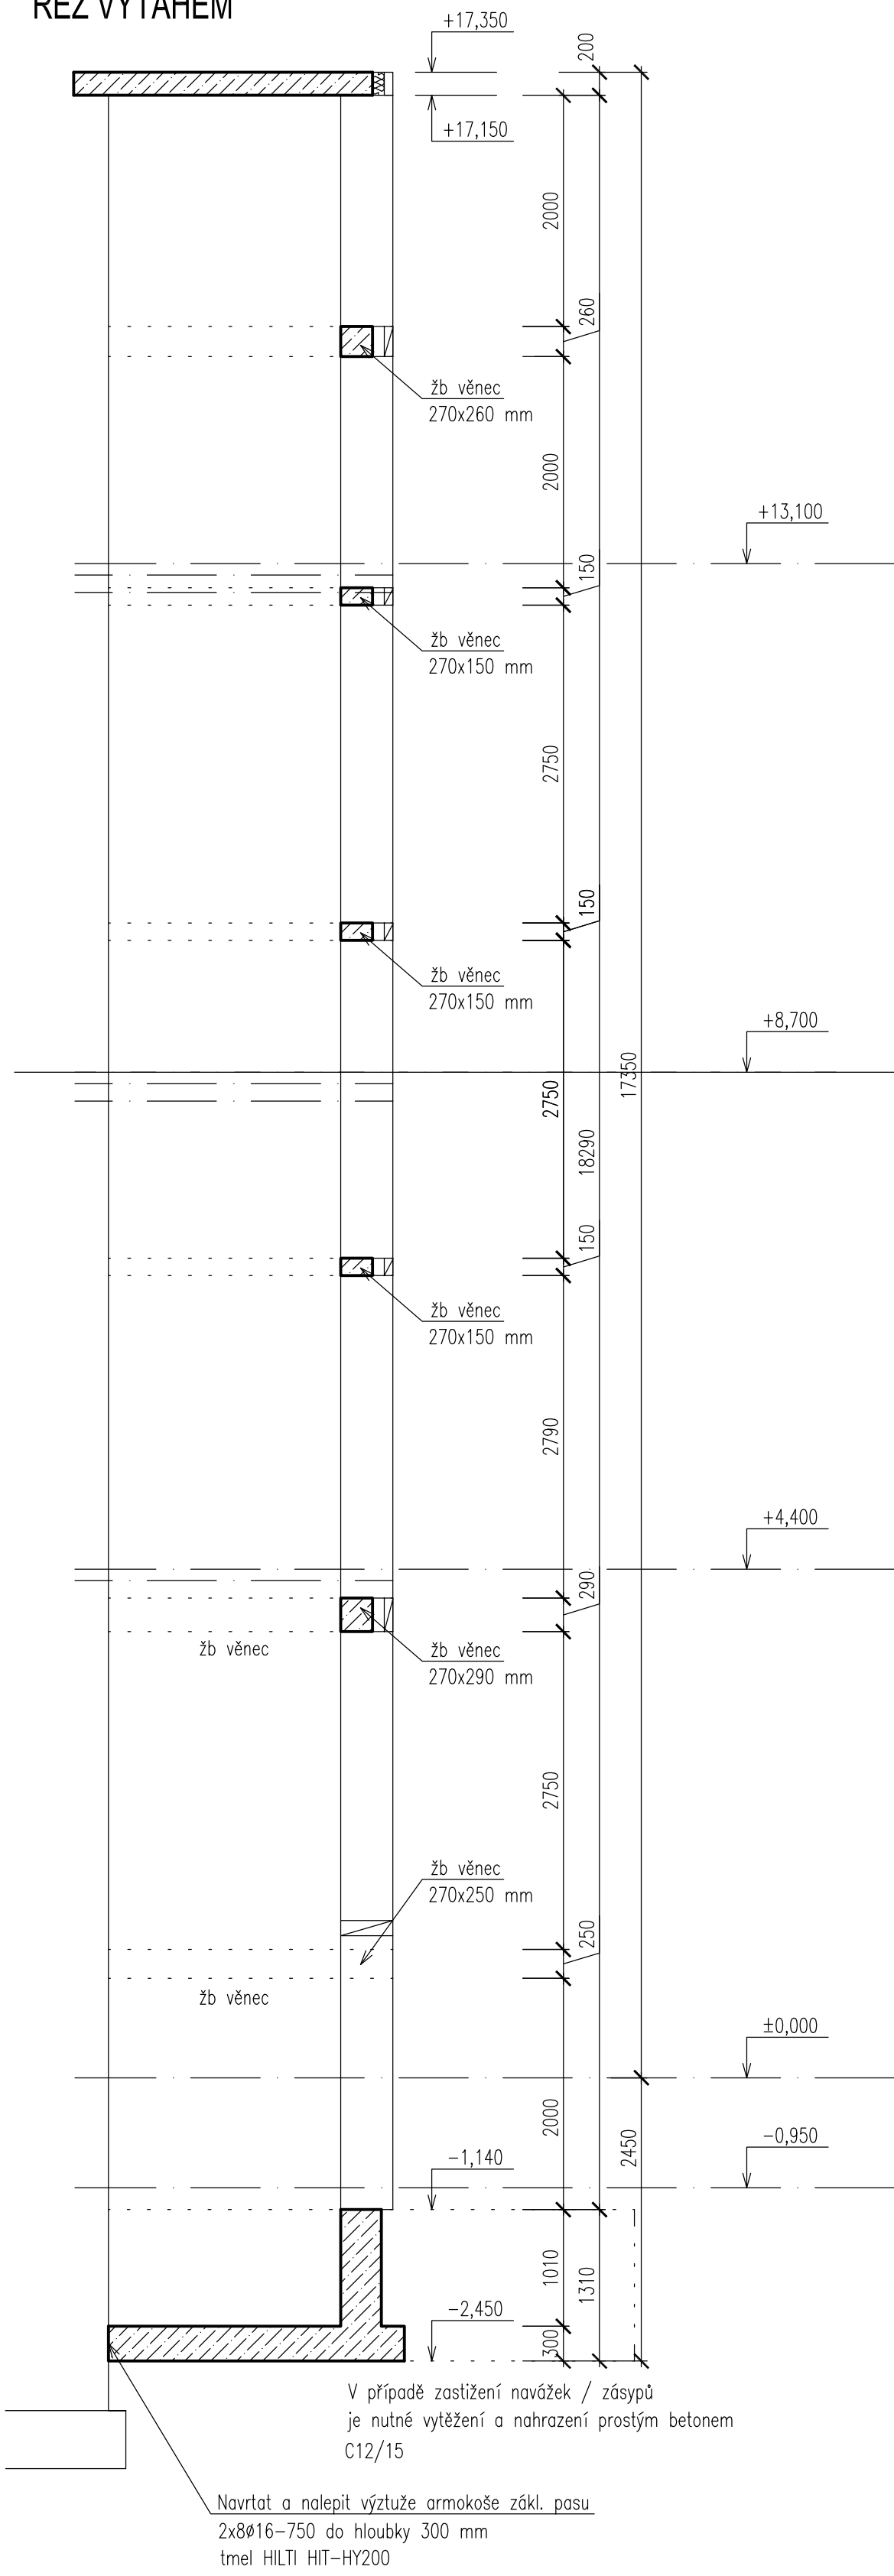 ŘEZ VÝTAHEM
+17,350
200
+17,150
2000
260
žb věnec
270x260 mm
2000
+13,100
150
žb věnec
270x150 mm
2750
150
žb věnec
270x150 mm
+8,700
17350
2750
18290
150
žb věnec
270x150 mm
2790
+4,400
290
žb věnec
žb věnec
270x290 mm
2750
žb věnec
270x250 mm
250
žb věnec
±0,000
2000
2450
-0,950
-1,140
1010
1310
-2,450
300
V případě zastižení navážek / zásypů
je nutné vytěžení a nahrazení prostým betonem
C12/15
Navrtat a nalepit výztuže armokoše zákl. pasu
2x8ø16-750 do hloubky 300 mm
tmel HILTI HIT-HY200